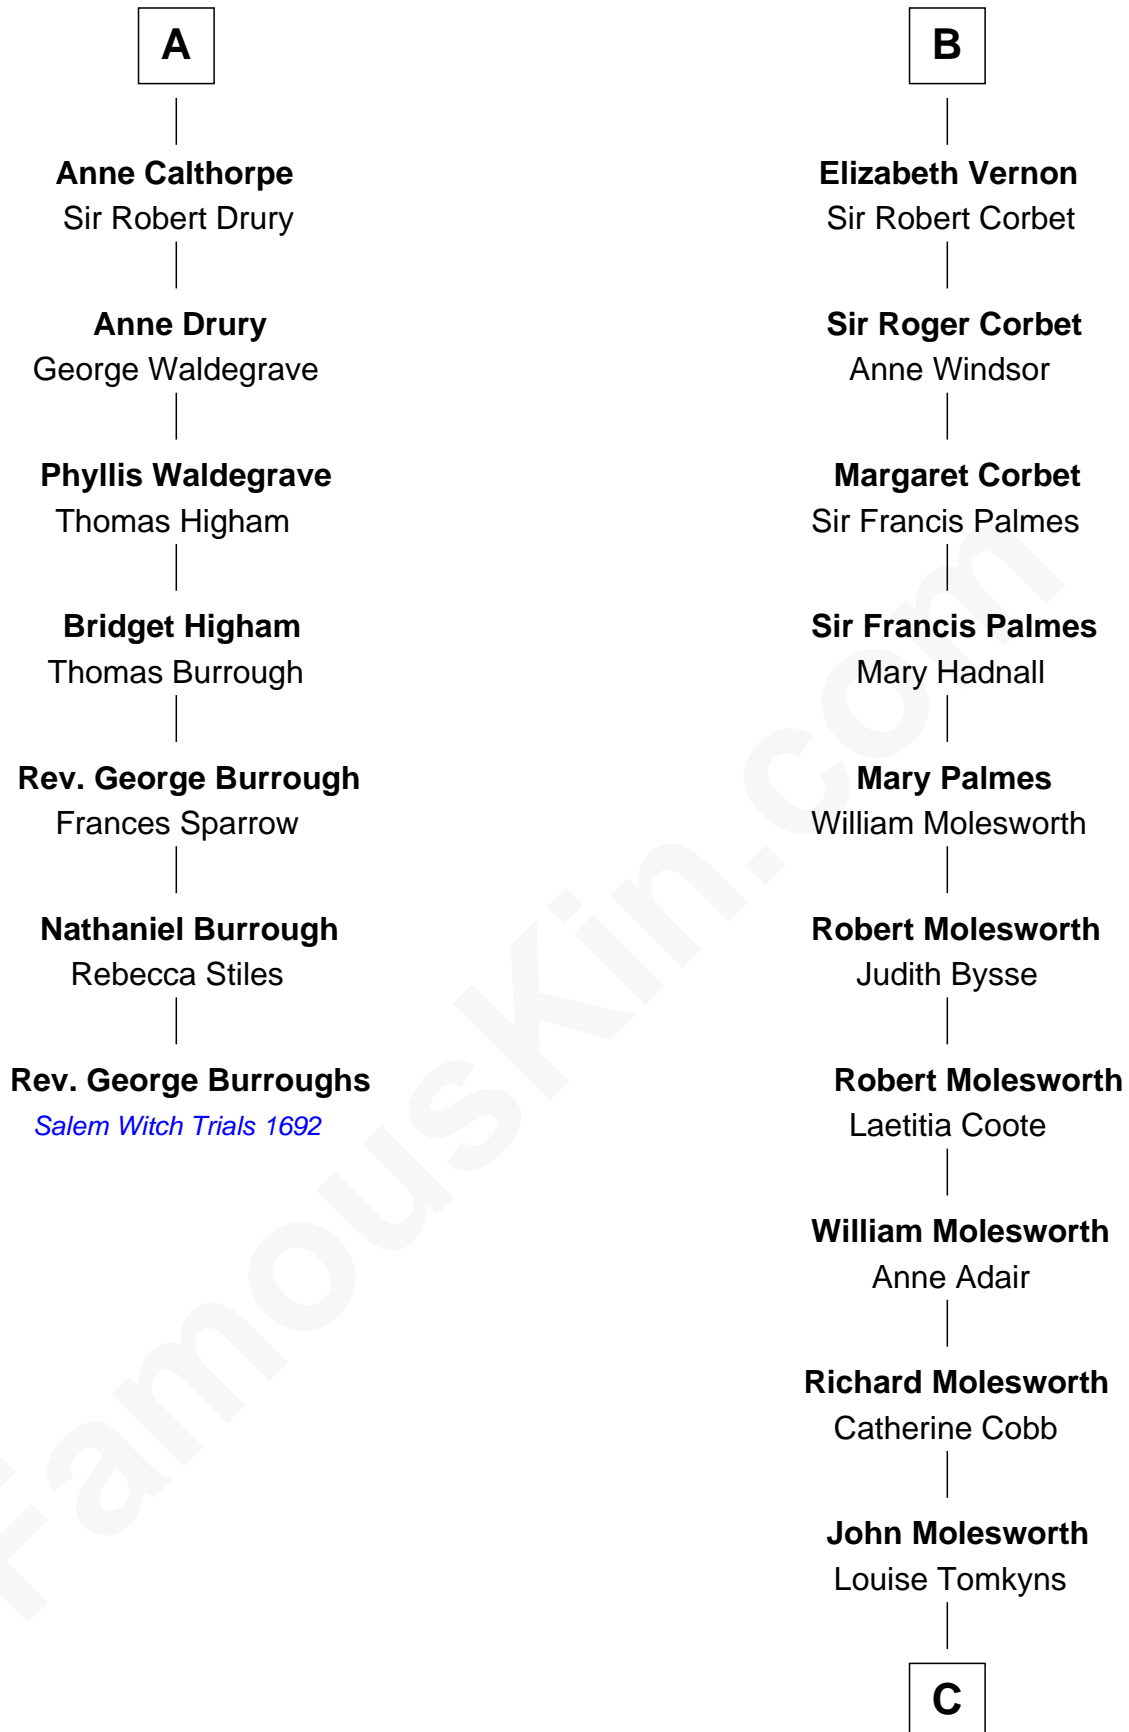 A
Anne Calthorpe
Sir Robert Drury
Anne Drury
George Waldegrave
Phyllis Waldegrave
Thomas Higham
Bridget Higham
Thomas Burrough
Rev. George Burrough
Frances Sparrow
Nathaniel Burrough
Rebecca Stiles
Rev. George Burroughs
Salem Witch Trials 1692
B
Elizabeth Vernon
Sir Robert Corbet
Sir Roger Corbet
Anne Windsor
Margaret Corbet
Sir Francis Palmes
Sir Francis Palmes
Mary Hadnall
Mary Palmes
William Molesworth
Robert Molesworth
Judith Bysse
Robert Molesworth
Laetitia Coote
William Molesworth
Anne Adair
Richard Molesworth
Catherine Cobb
John Molesworth
Louise Tomkyns
C
FamousKin.com